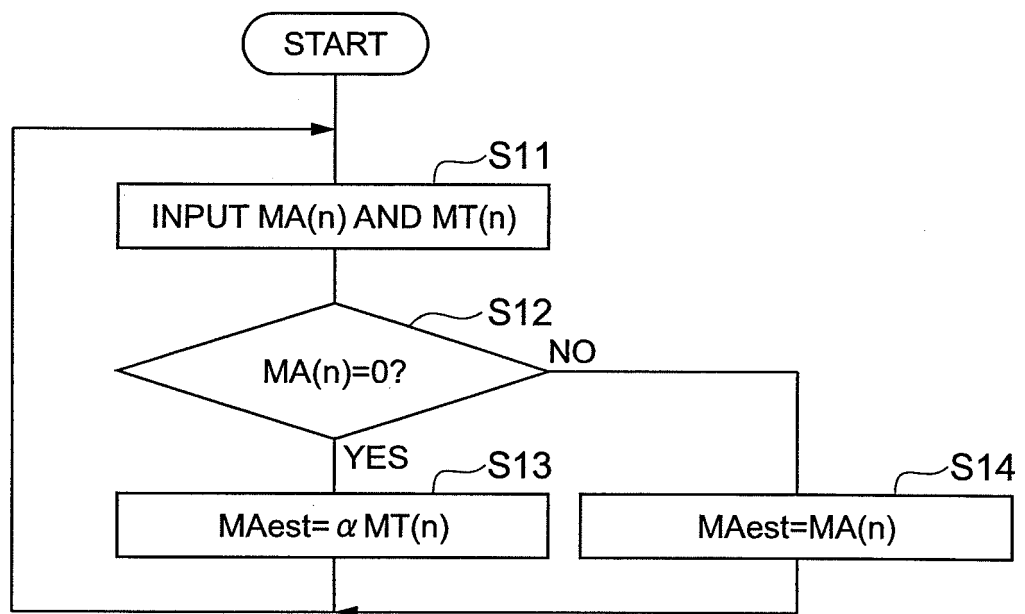 START
S11
INPUT MA(n) AND MT(n)
S12
MA(n)=0?
NO
YES
S13
MAest=αMT(n)
S14
MAest=MA(n)